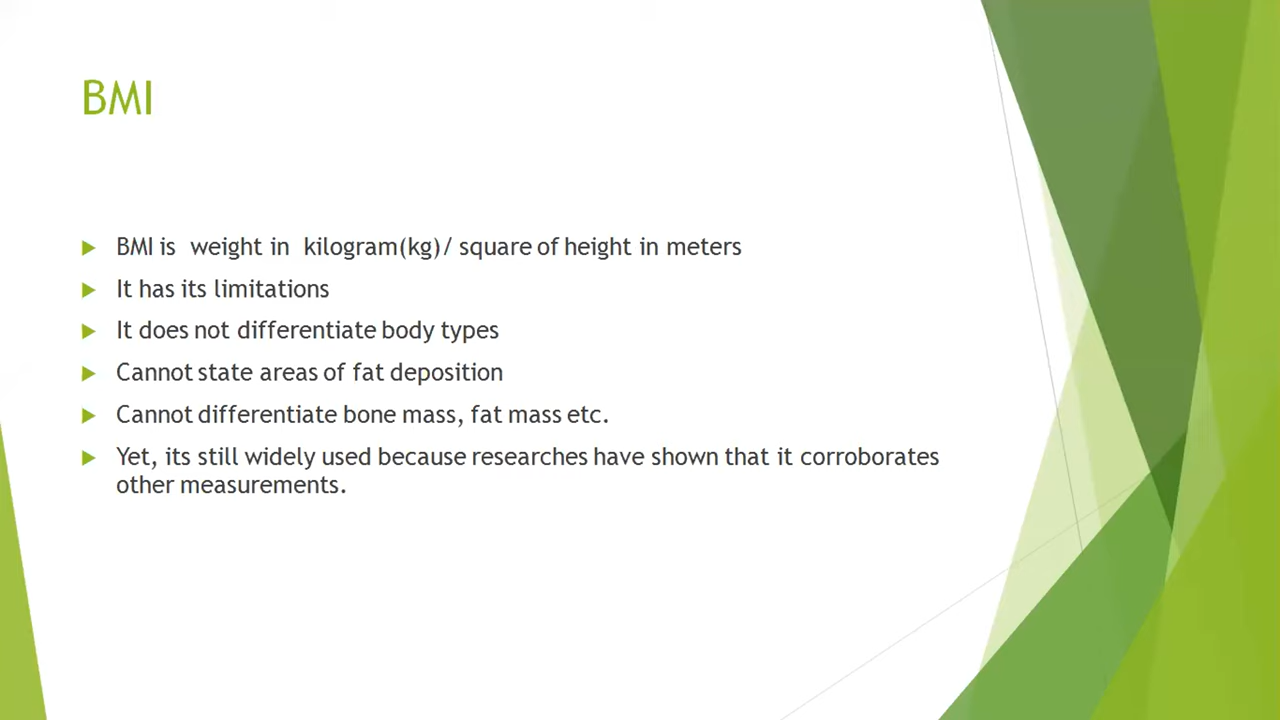 BMI
BMI is weight in kilogram(kg)/ square of height in meters
It has its limitations
It does not differentiate body types
Cannot state areas of fat deposition
Cannot differentiate bone mass, fat mass etc.
Yet, its still widely used because researches have shown that it corroborates
other measurements.